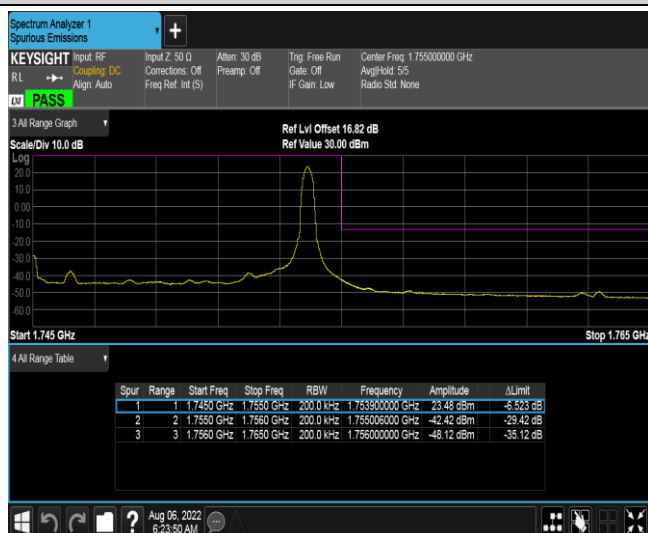 Spectrum Analyzer 1
Spurious Emissions
+
KEYSIGHT Input: RF Input Z: 50 Ω Atten: 30 dB Trig: Free Run Center Freq: 1.755000000 GHz
RL Coupling: DC Corrections: Off Preamp: Off Gate: Off Avg|Hold: 5/5
Align: Auto Freq Ref: Int (S) IF Gain: Low Radio Std: None
LXI PASS
3 All Range Graph
Ref Lvl Offset 16.82 dB
Scale/Div 10.0 dB Ref Value 30.00 dBm
Log
20.0
10.0
0.00
-10.0
-20.0
-30.0
-40.0
-50.0
-60.0
Start 1.745 GHz Stop 1.765 GHz
4 All Range Table
Spur Range Start Freq Stop Freq RBW Frequency Amplitude ΔLimit
1 1 1.7450 GHz 1.7550 GHz 200.0 kHz 1.753900000 GHz 23.48 dBm -6.523 dB
2 2 1.7550 GHz 1.7560 GHz 200.0 kHz 1.755006000 GHz -42.42 dBm -29.42 dB
3 3 1.7560 GHz 1.7650 GHz 200.0 kHz 1.756000000 GHz -48.12 dBm -35.12 dB
? Aug 06, 2022
6:23:50 AM